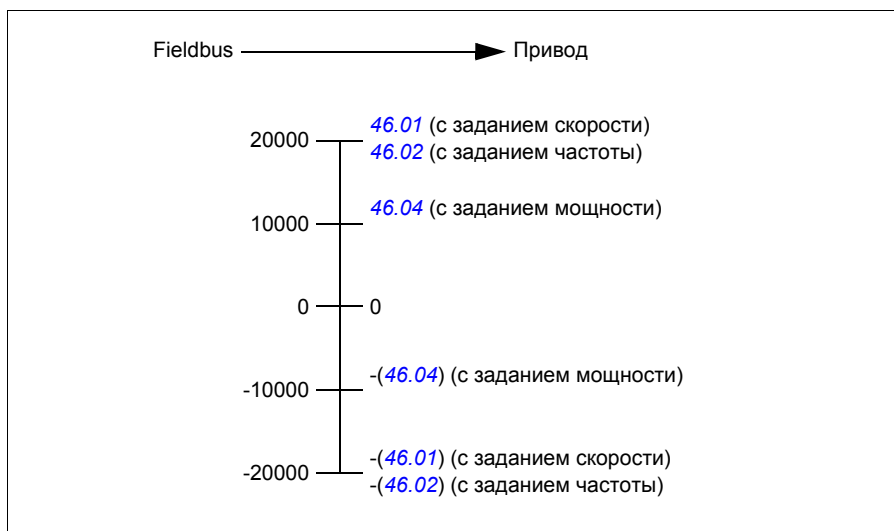 Fieldbus Привод
46.01 (с заданием скорости)
20000
46.02 (с заданием частоты)
46.04 (с заданием мощности)
10000
0 0
-(46.04) (с заданием мощности)
-10000
-(46.01) (с заданием скорости)
-20000
-(46.02) (с заданием частоты)